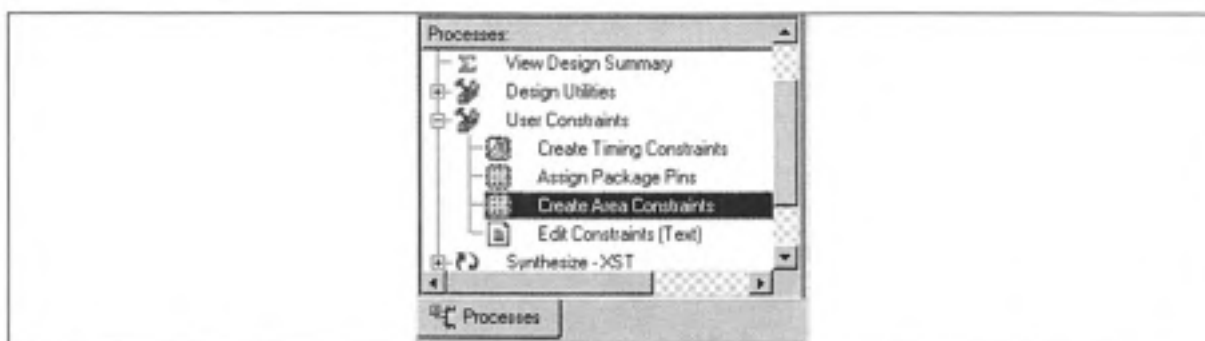 Processes:
View Design Summary
Design Utilities
User Constraints
Create Timing Constraints
Assign Package Pins
Create Area Constraints
Edit Constraints (Text)
Synthesize - XST
Processes